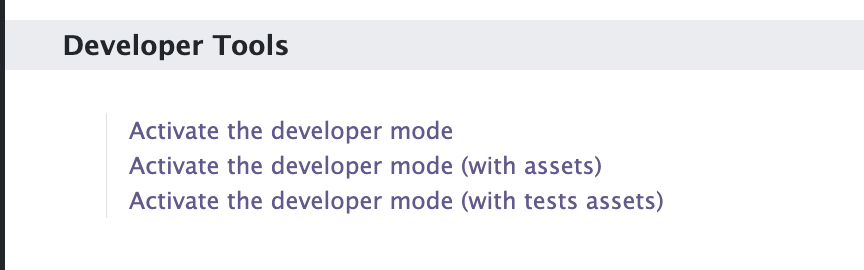 Developer Tools
Activate the developer mode
Activate the developer mode (with assets)
Activate the developer mode (with tests assets)